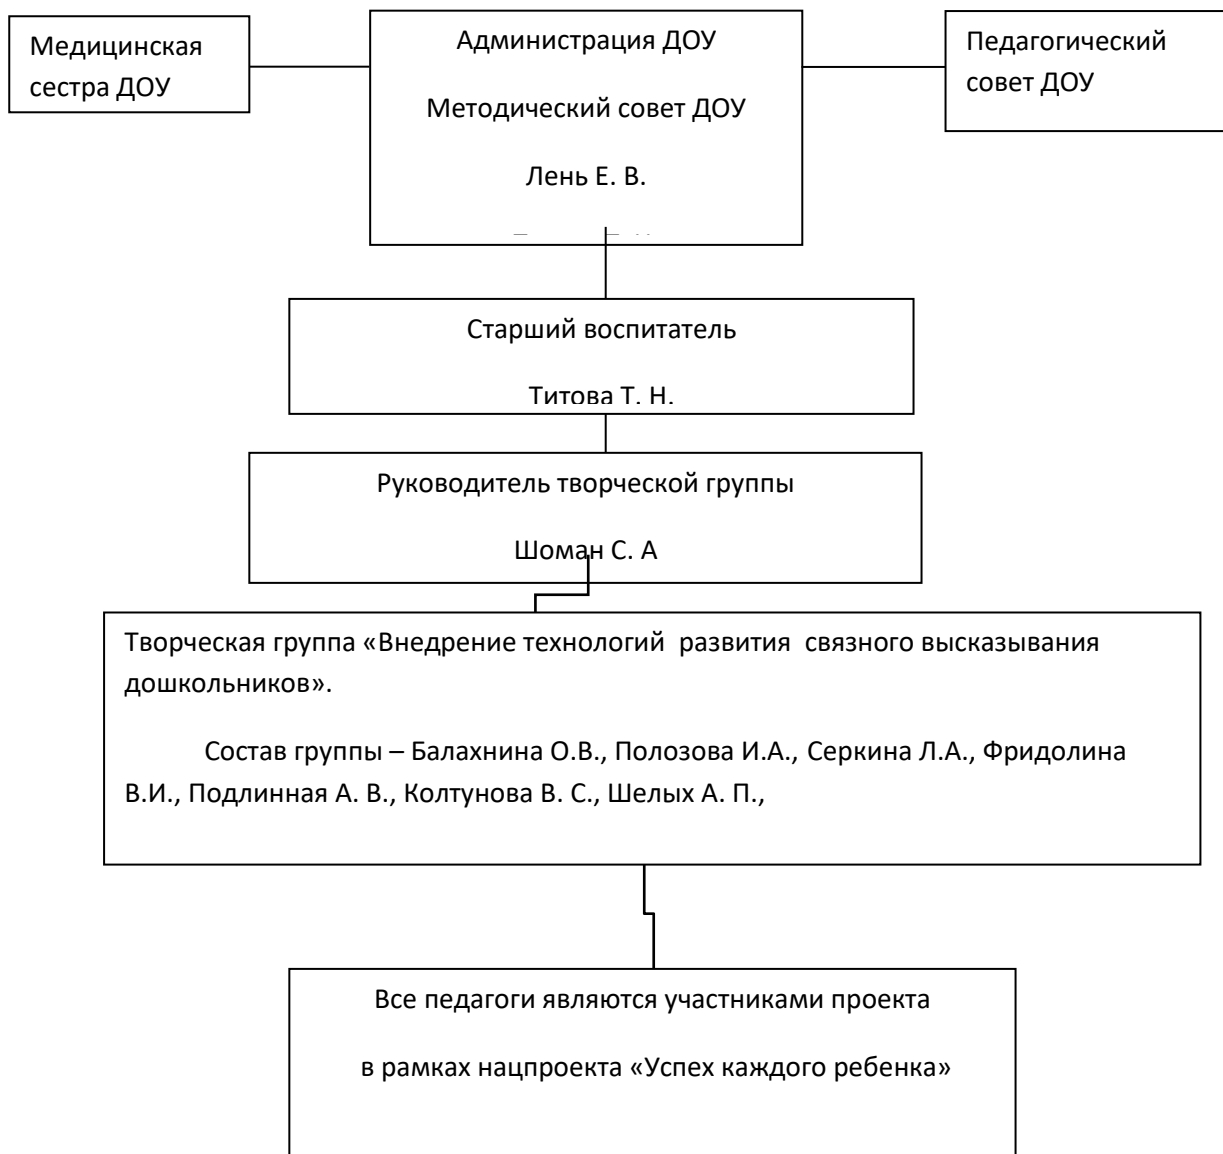 Медицинская
сестра ДОУ
Администрация ДОУ
Методический совет ДОУ
Лень Е. В.
Педагогический
совет ДОУ
Старший воспитатель
Титова Т. Н.
Руководитель творческой группы
Шоман С. А
Творческая группа «Внедрение технологий развития связного высказывания
дошкольников».
Состав группы – Балахнина О.В., Полозова И.А., Серкина Л.А., Фридолина
В.И., Подлинная А. В., Колтунова В. С., Шелых А. П.,
Все педагоги являются участниками проекта
в рамках нацпроекта «Успех каждого ребенка»